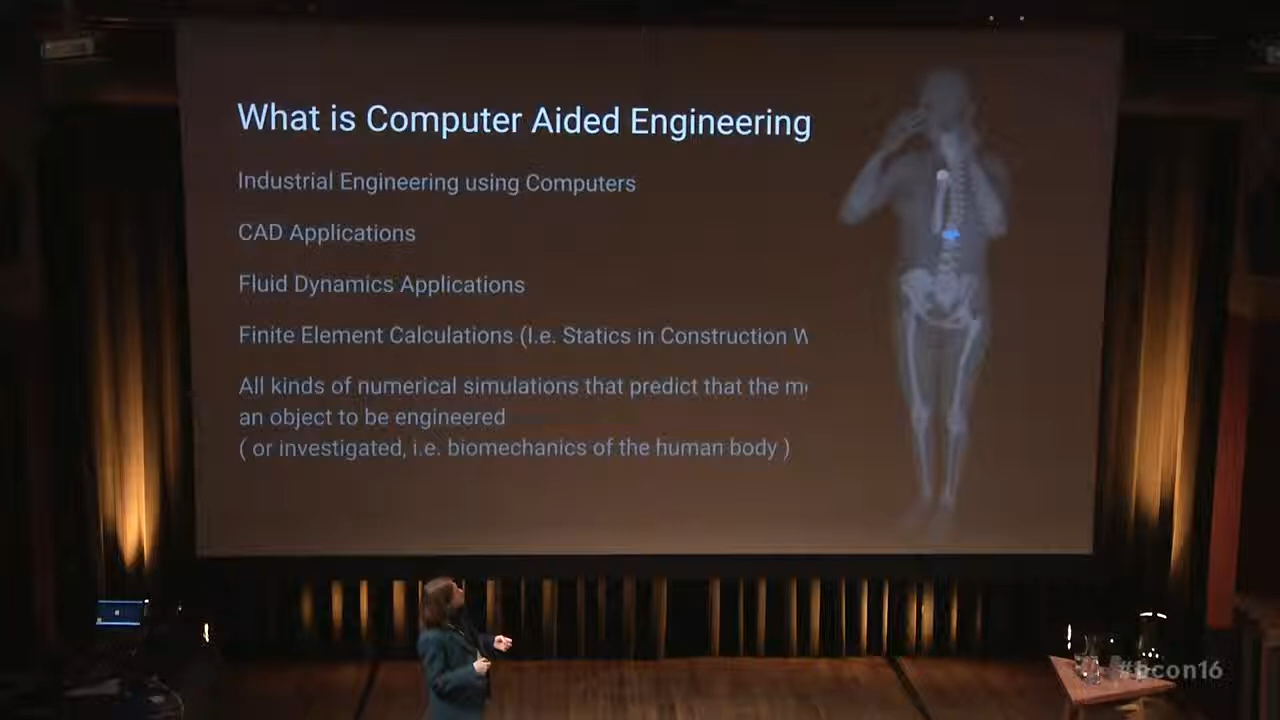 What is Computer Aided Engineering
Industrial Engineering using Computers
CAD Applications
Fluid Dynamics Applications
Finite Element Calculations (I.e. Statics in Construction W
All kinds of numerical simulations that predict that the
an object to be engineered
( or investigated, i.e. biomechanics of the human body )
#bcon16